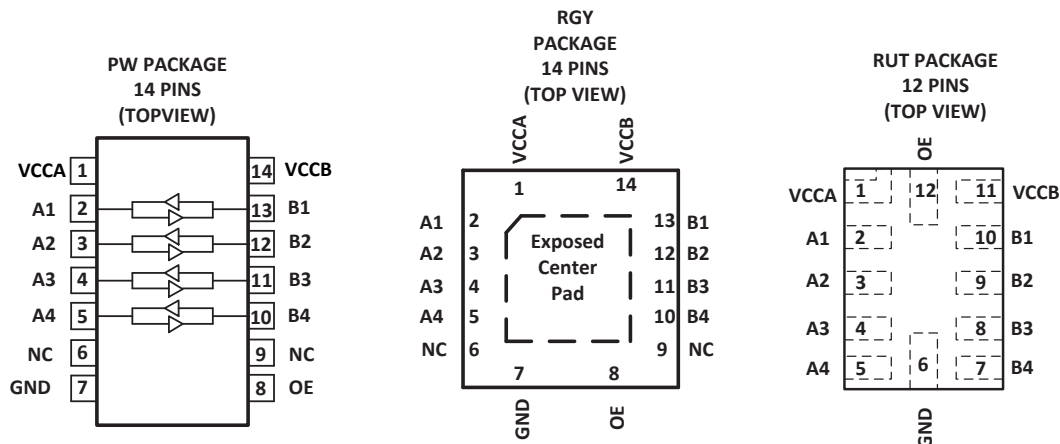 PW PACKAGE
14 PINS
(TOPVIEW)
VCCA 1 14 VCCB
A1 2 13 B1
A2 3 12 B2
A3 4 11 B3
A4 5 10 B4
NC 6 9 NC
GND 7 8 OE
RGY
PACKAGE
14 PINS
(TOP VIEW)
VCCA VCCB
1 14
A1 2 13 B1
A2 3 12 B2
A3 4 11 B3
A4 5 10 B4
NC 6 9 NC
Exposed
Center
Pad
7 8
GND OE
RUT PACKAGE
12 PINS
(TOP VIEW)
OE
VCCA 1 12 11 VCCB
A1 2 10 B1
A2 3 9 B2
A3 4 8 B3
A4 5 6 7 B4
GND